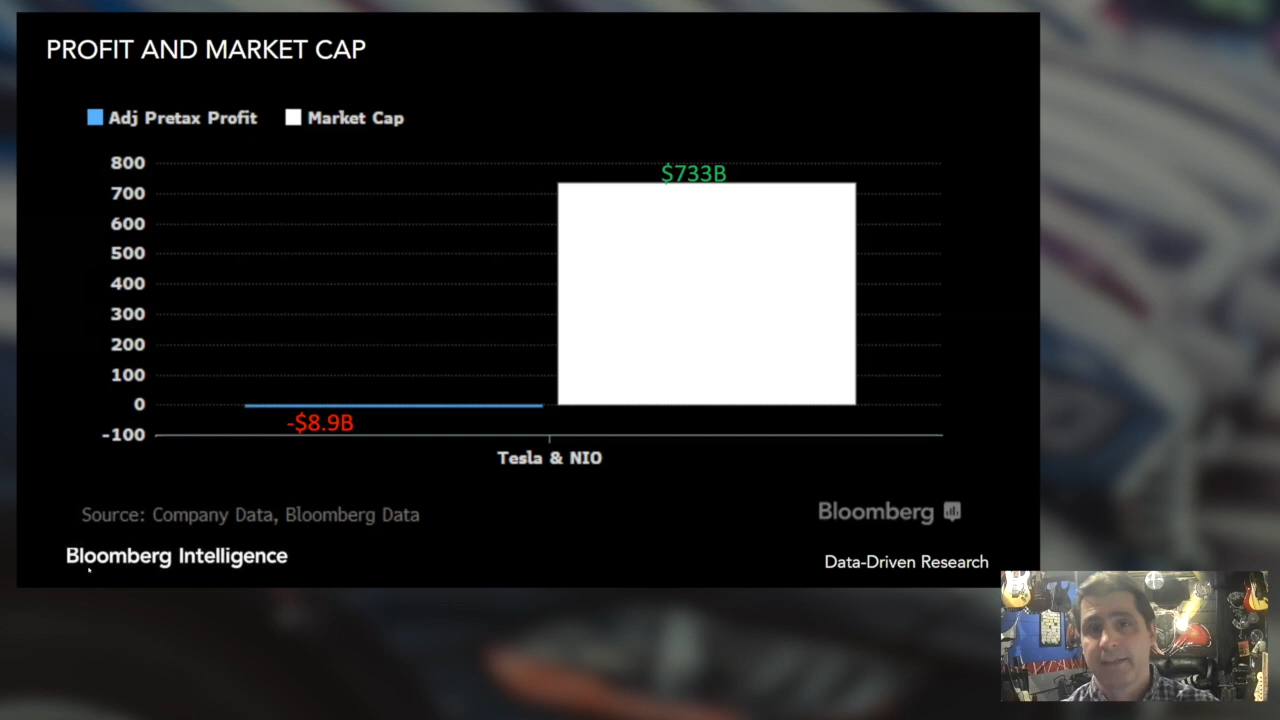 PROFIT AND MARKET CAP
Adj Pretax Profit Market Cap
800
$733B
700
600
500
400
300
200
100
0
-$8.9B
-100
Tesla & NIO
Source: Company Data, Bloomberg Data
Bloomberg
Bloomberg Intelligence
Data-Driven Research